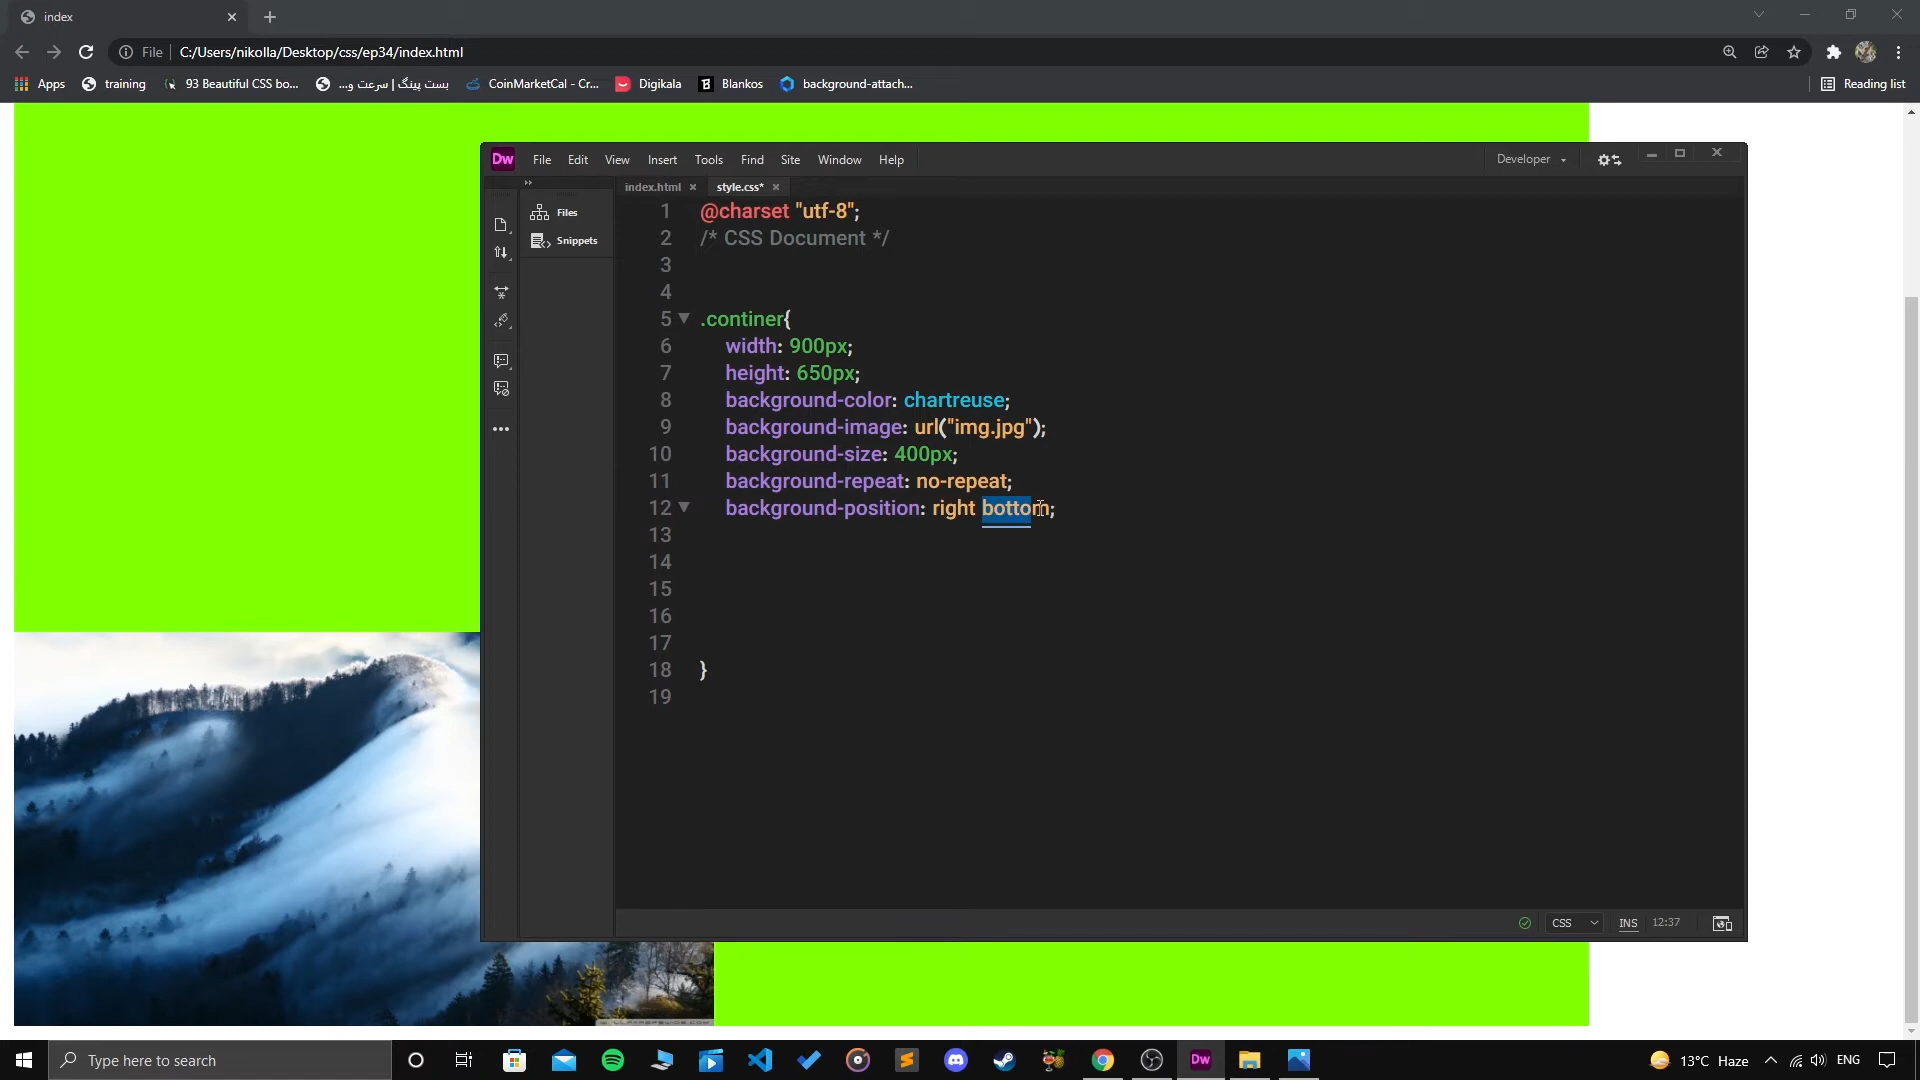 index
File C:/Users/nikolla/Desktop/css/ep34/index.html
Apps training 93 Beautiful CSS bo... بست پینگ | سرعت و... CoinMarketCal - Cr... Digikala Blankos background-attach... Reading list
Dw File Edit View Insert Tools Find Site Window Help Developer
index.html style.css*
Files
Snippets
1 @charset "utf-8";
2 /* CSS Document */
3
4
5 .continer{
6 width: 900px;
7 height: 650px;
8 background-color: chartreuse;
9 background-image: url("img.jpg");
10 background-size: 400px;
11 background-repeat: no-repeat;
12 background-position: right bottom;
13
14
15
16
17
18 }
19
CSS INS 12:37
Type here to search Dw 13°C Haze ENG